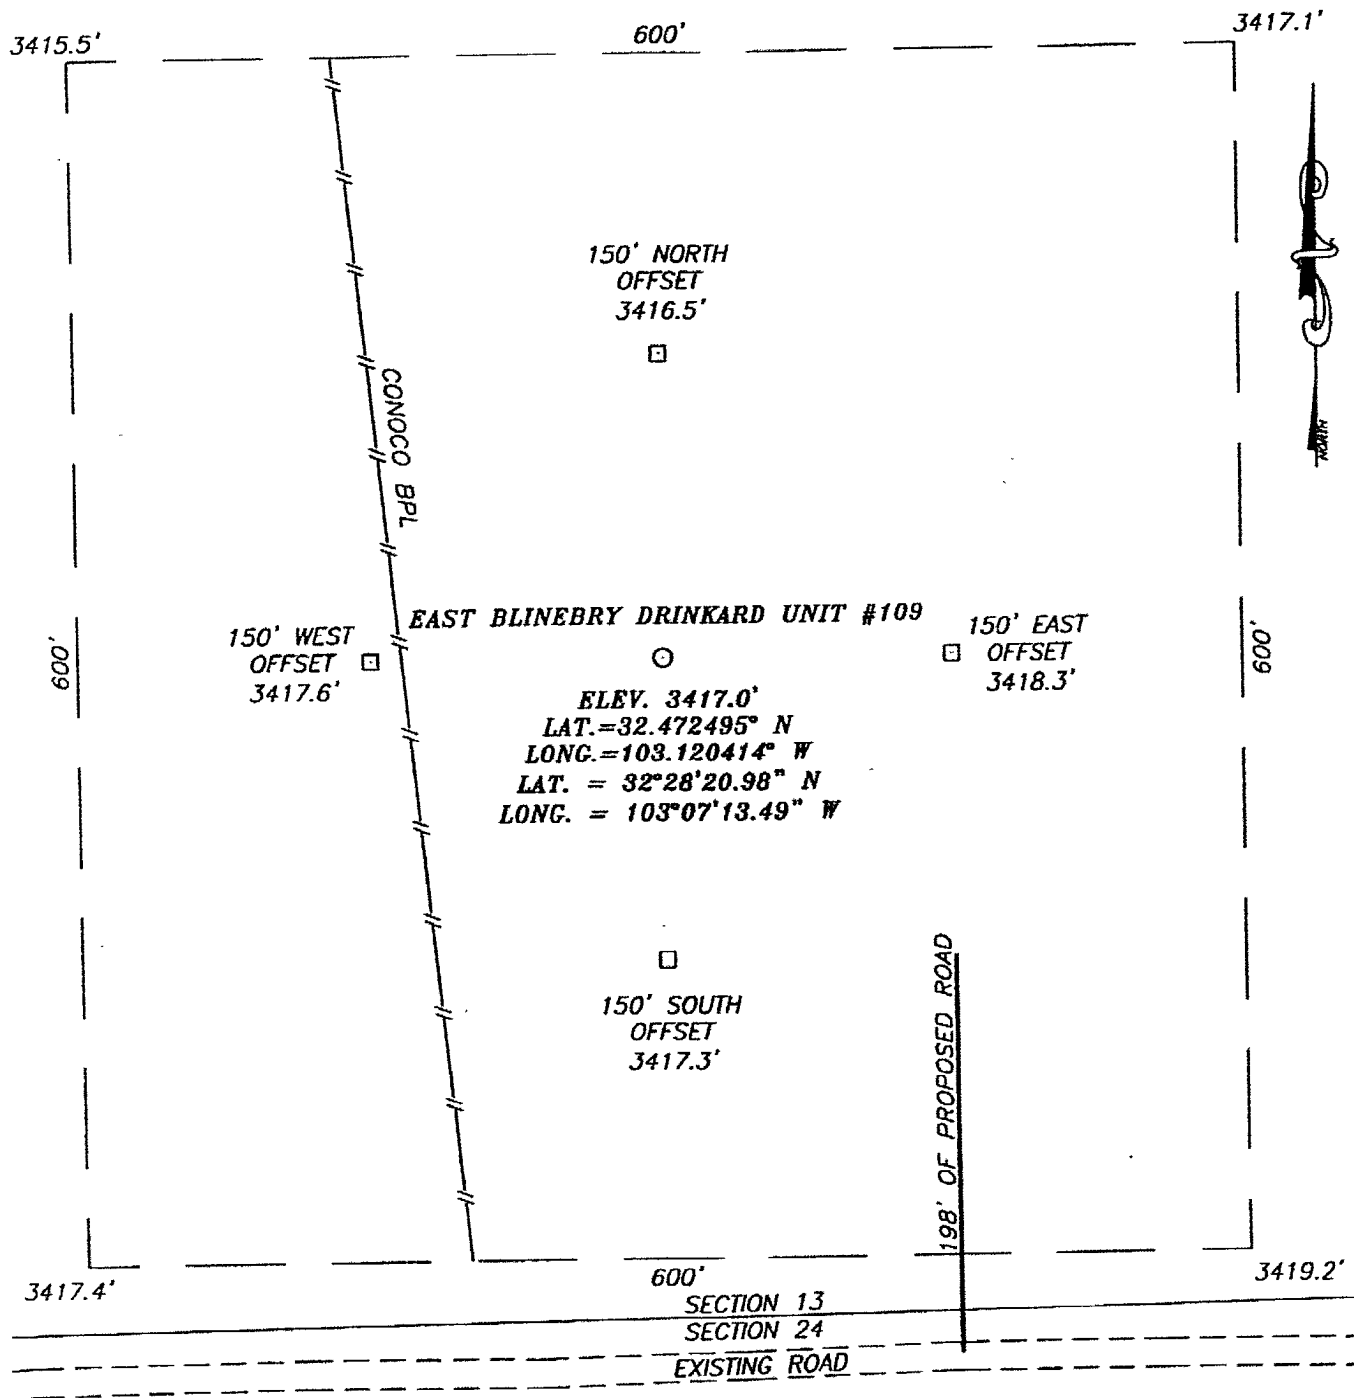 3415.5'
600'
3417.1'
NORTH
150' NORTH
OFFSET
3416.5'
CONOCO BPL
EAST BLINEBRY DRINKARD UNIT #109
600'
150' WEST
OFFSET
3417.6'
150' EAST
OFFSET
3418.3'
600'
ELEV. 3417.0'
LAT.=32.472495° N
LONG.=103.120414° W
LAT. = 32°28'20.98" N
LONG. = 103°07'13.49" W
150' SOUTH
OFFSET
3417.3'
198' OF PROPOSED ROAD
3417.4'
600'
3419.2'
SECTION 13
SECTION 24
EXISTING ROAD